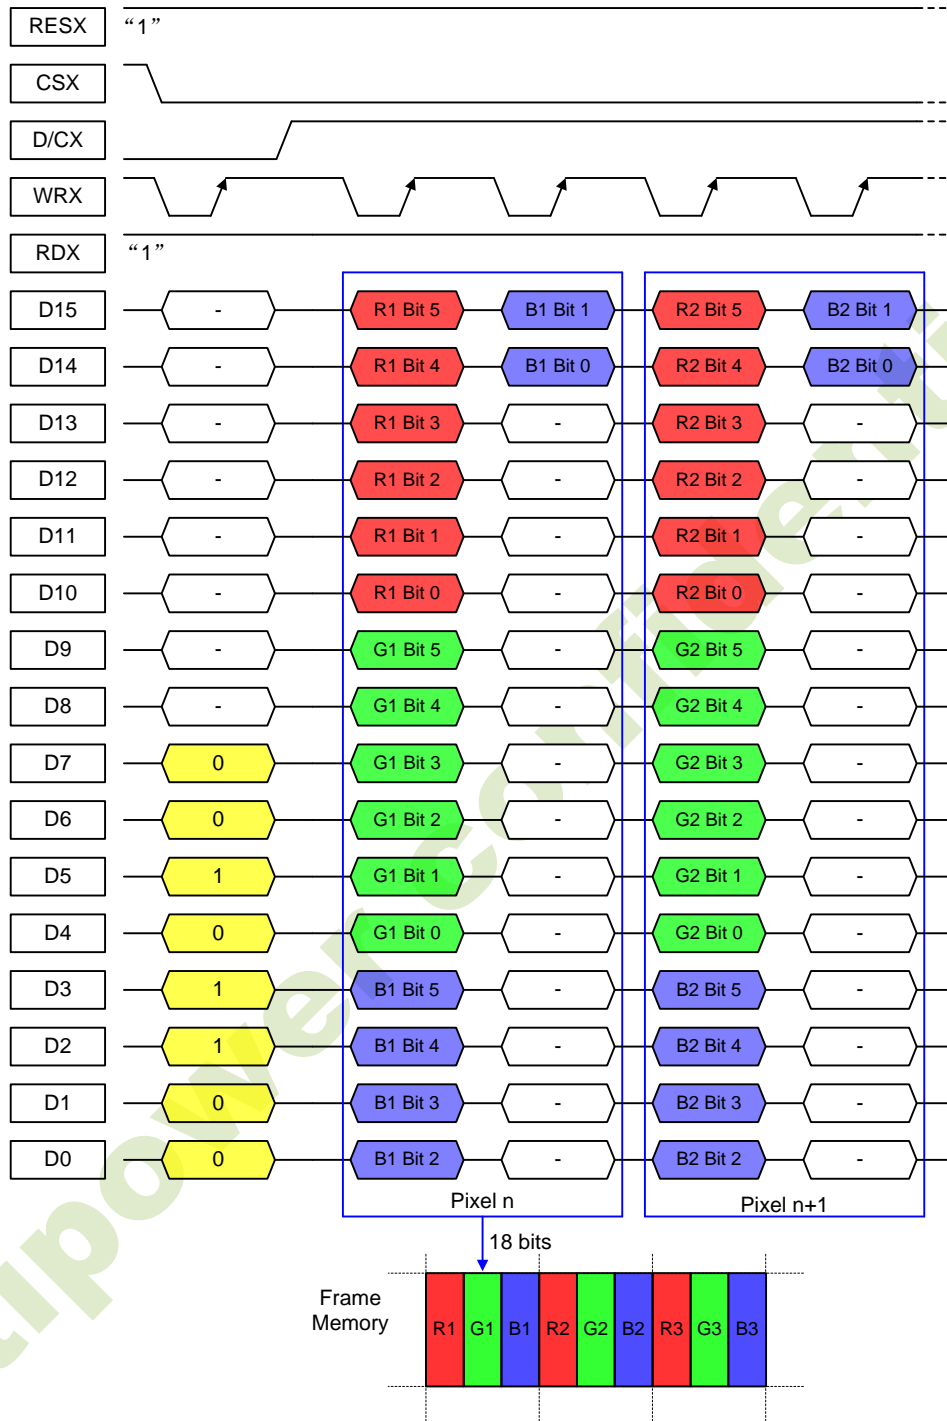 RESX “1”
CSX
D/CX
WRX
RDX “1”
D15 - R1 Bit 5 B1 Bit 1 R2 Bit 5 B2 Bit 1
D14 - R1 Bit 4 B1 Bit 0 R2 Bit 4 B2 Bit 0
D13 - R1 Bit 3 - R2 Bit 3 -
D12 - R1 Bit 2 - R2 Bit 2 -
D11 - R1 Bit 1 - R2 Bit 1 -
D10 - R1 Bit 0 - R2 Bit 0 -
D9 - G1 Bit 5 - G2 Bit 5 -
D8 - G1 Bit 4 - G2 Bit 4 -
D7 0 G1 Bit 3 - G2 Bit 3 -
D6 0 G1 Bit 2 - G2 Bit 2 -
D5 1 G1 Bit 1 - G2 Bit 1 -
D4 0 G1 Bit 0 - G2 Bit 0 -
D3 1 B1 Bit 5 - B2 Bit 5 -
D2 1 B1 Bit 4 - B2 Bit 4 -
D1 0 B1 Bit 3 - B2 Bit 3 -
D0 0 B1 Bit 2 - B2 Bit 2 -
Pixel n Pixel n+1
18 bits
Frame
Memory
R1 G1 B1 R2 G2 B2 R3 G3 B3